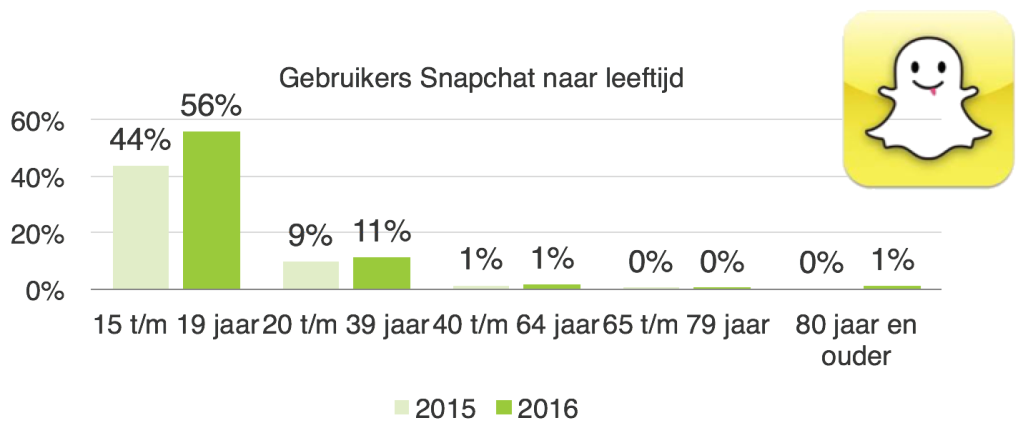 Gebruikers Snapchat naar leeftijd
60%
40%
20%
0%
44%
56%
9%
11%
1%
1%
0%
0%
0%
1%
15 t/m 19 jaar
20 t/m 39 jaar
40 t/m 64 jaar
65 t/m 79 jaar
80 jaar en
ouder
2015
2016